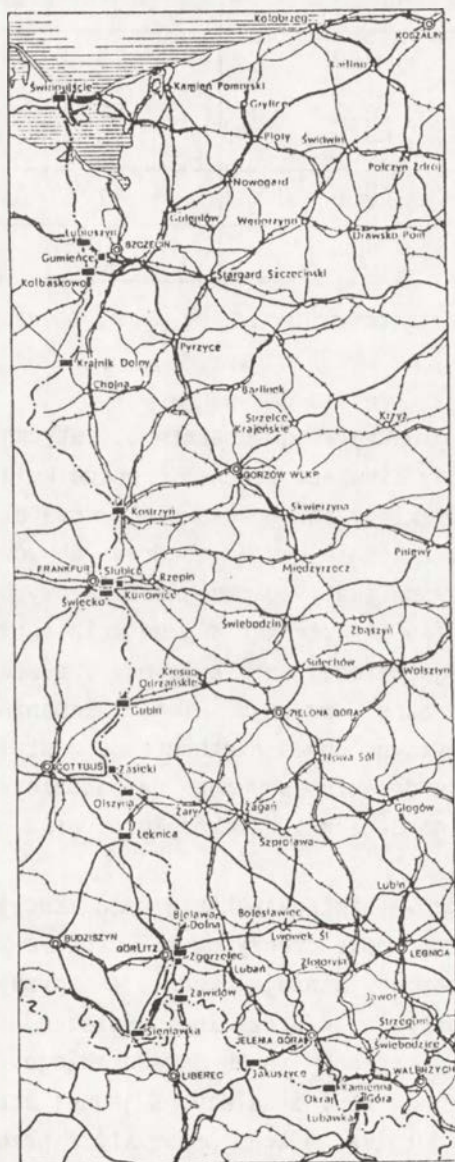 Kołobrzeg
KOSZALIN
Karlino
Świnoujście
Kamień Pomorski
Gryfice
Płoty
Świdwin
Połczyn Zdrój
Nowogard
Goleniów
Węgorzyno
Drawsko Pom
Lubieszyn
SZCZECIN
Gumieńce
Kołbaskowo
Stargard Szczeciński
Pyrzyce
Krajnik Dolny
Chojna
Barlinek
Strzelce
Krajeńskie
Krzyż
GORZÓW WLKP
Kostrzyń
Skwierzyna
Pniewy
Międzyrzecz
FRANKFUR
Słubice
Rzepin
Kunowice
Świecko
Świebodzin
Zbąszyń
Sulechów
Wolsztyn
Krosno
Odrzańskie
Gubin
ZIELONA GÓRA
Nowa Sól
COTTBUS
Zasieki
Olszyna
Żary
Żagań
Głogów
Łęknica
Szprotawa
Lubin
Bielawa
Dolna
Bolesławiec
Lwówek Śl
BUDZISZYN
GÖRLITZ
Zgorzelec
LEGNICA
Lubań
Złotoryja
Zawidów
Jawor
Strzegom
Sieniawka
JELENIA GÓRA
Świebodzice
LIBEREC
Jakuszyce
WAŁBRZYCH
Kamienna
Okraj
Góra
Lubawka